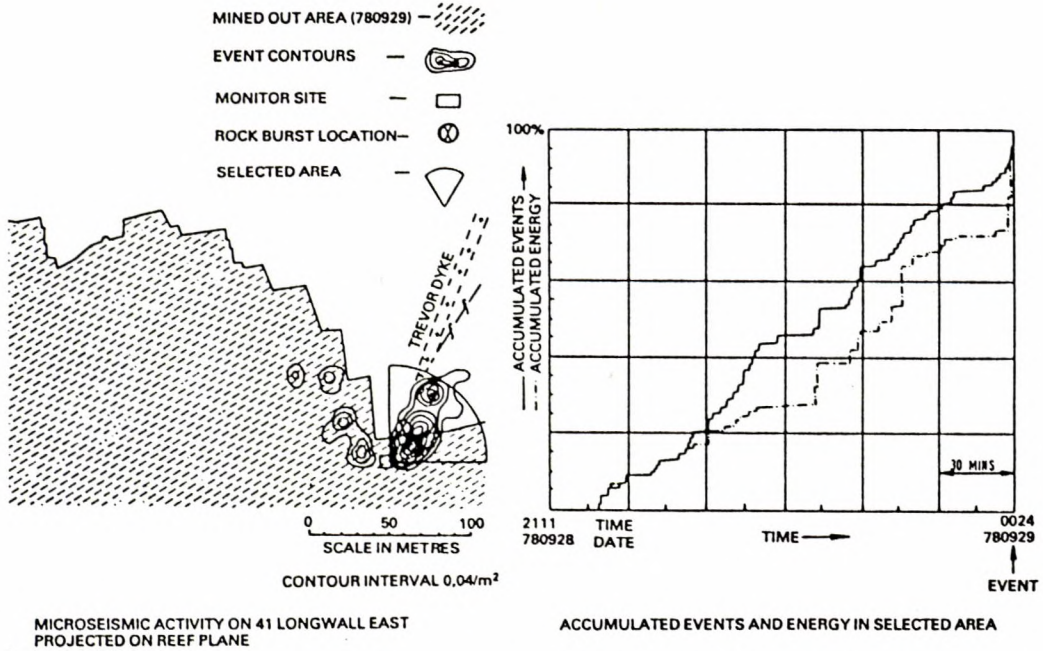 MINED OUT AREA (780929) —
EVENT CONTOURS —
MONITOR SITE —
ROCK BURST LOCATION—
SELECTED AREA —
TREVOR DYKE
0 50 100
SCALE IN METRES
CONTOUR INTERVAL 0,04/m²
MICROSEISMIC ACTIVITY ON 41 LONGWALL EAST
PROJECTED ON REEF PLANE
100%
ACCUMULATED EVENTS
ACCUMULATED ENERGY
30 MINS
2111 TIME 0024
780928 DATE TIME 780929
EVENT
ACCUMULATED EVENTS AND ENERGY IN SELECTED AREA